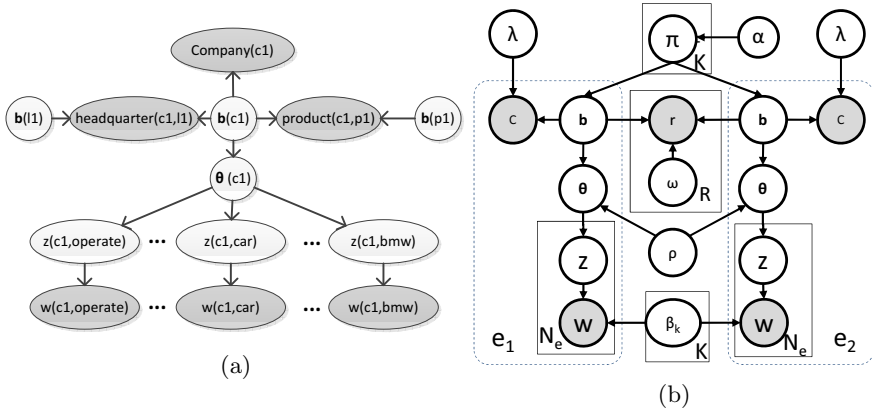 Company(c1)
b(l1)
headquarter(c1,l1)
b(c1)
product(c1,p1)
b(p1)
θ (c1)
z(c1,operate)
...
z(c1,car)
...
z(c1,bmw)
w(c1,operate)
...
w(c1,car)
...
w(c1,bmw)
(a)
λ
π
K
α
λ
c
b
r
b
c
θ
ω
R
θ
z
ρ
z
w
N_e
β_k
K
w
N_e
e_1
e_2
(b)